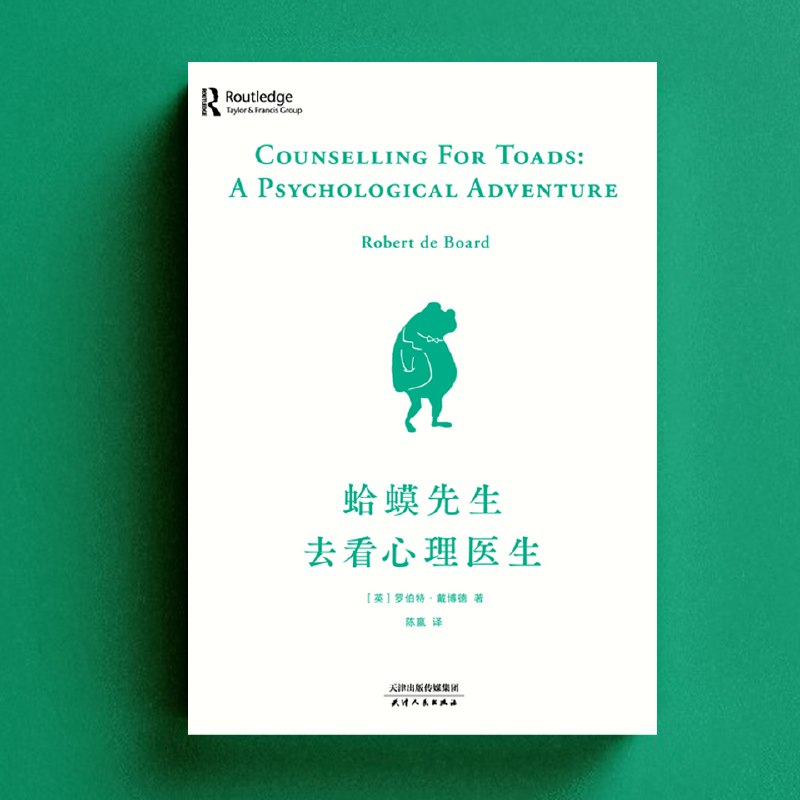 ROUTLEDGE
Routledge
Taylor & Francis Group
COUNSELLING FOR TOADS:
A PSYCHOLOGICAL ADVENTURE
Robert de Board
蛤蟆先生
去看心理医生
[英]罗伯特·戴博德 著
陈赢 译
天津出版传媒集团
天津人民出版社